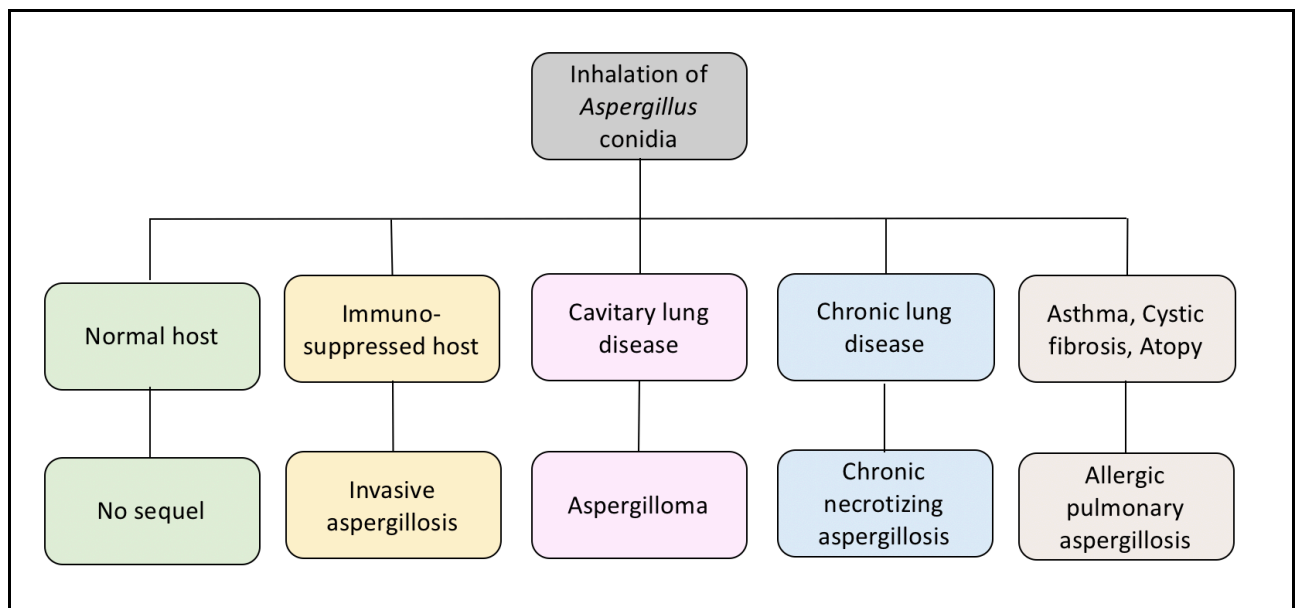 Inhalation of
Aspergillus
conidia
Normal host
Immuno-
suppressed host
Cavitary lung
disease
Chronic lung
disease
Asthma, Cystic
fibrosis, Atopy
No sequel
Invasive
aspergillosis
Aspergilloma
Chronic
necrotizing
aspergillosis
Allergic
pulmonary
aspergillosis